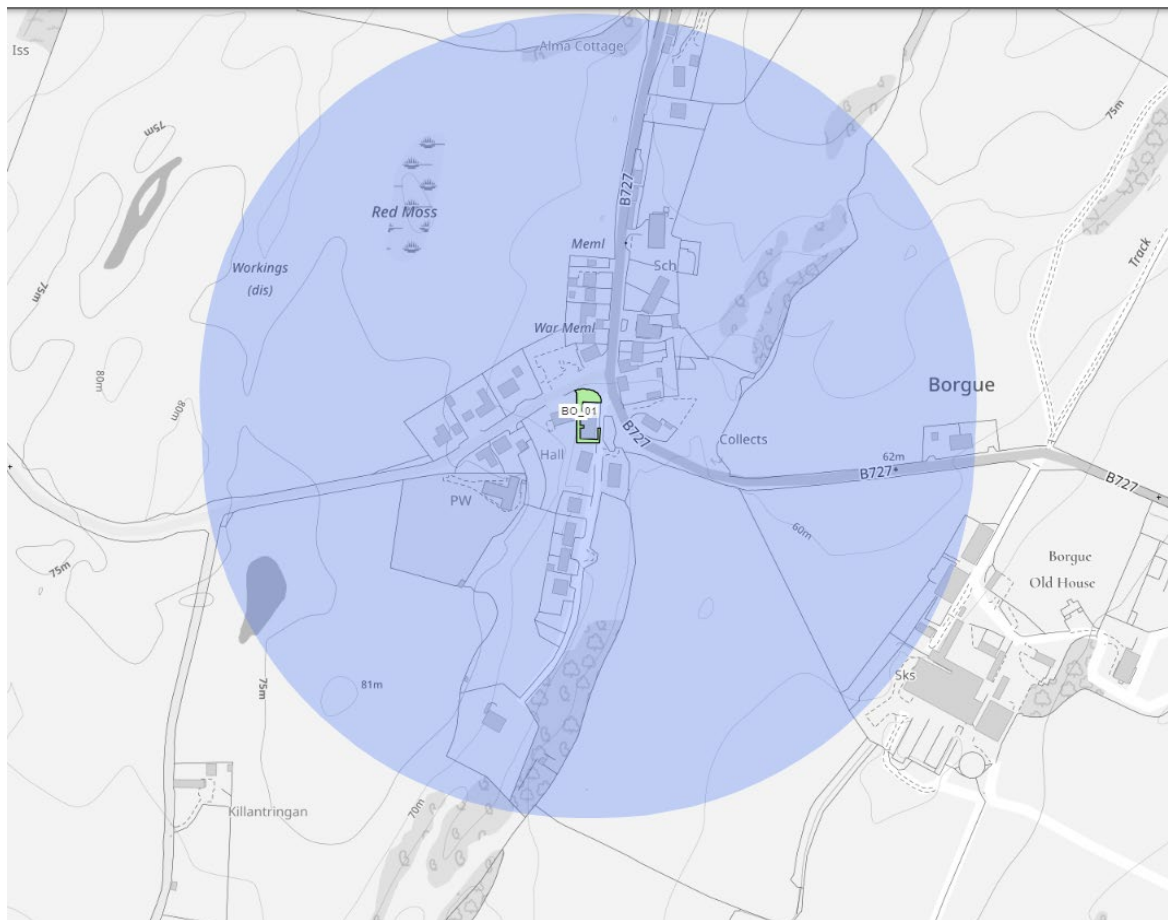 Iss
Alma Cottage
75m
75m
B727
Red Moss
Meml
Sch
Workings
(dis)
Track
75m
War Meml
80m
80m
Borgue
BO_01
B727
Collects
Hall
62m
B727
B727
PW
60m
75m
Borgue
Old House
75m
81m
Sks
70m
Killantringan